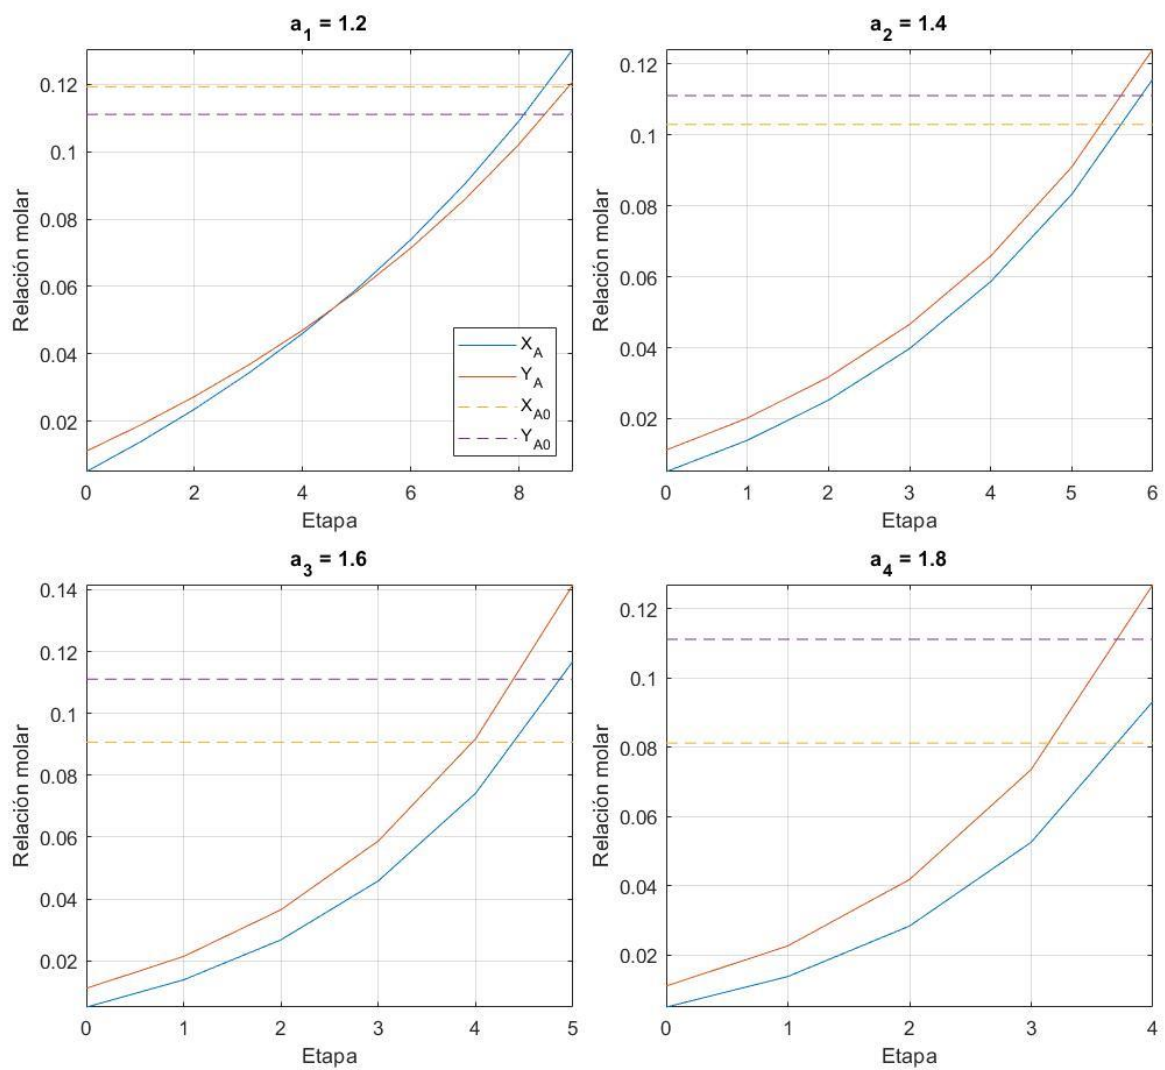 a1 = 1.2
0.12
0.1
0.08
0.06
0.04
0.02
Relación molar
0 2 4 6 8
Etapa
XA
YA
XA0
YA0
a2 = 1.4
0.12
0.1
0.08
0.06
0.04
0.02
Relación molar
0 1 2 3 4 5 6
Etapa
a3 = 1.6
0.14
0.12
0.1
0.08
0.06
0.04
0.02
Relación molar
0 1 2 3 4 5
Etapa
a4 = 1.8
0.12
0.1
0.08
0.06
0.04
0.02
Relación molar
0 1 2 3 4
Etapa